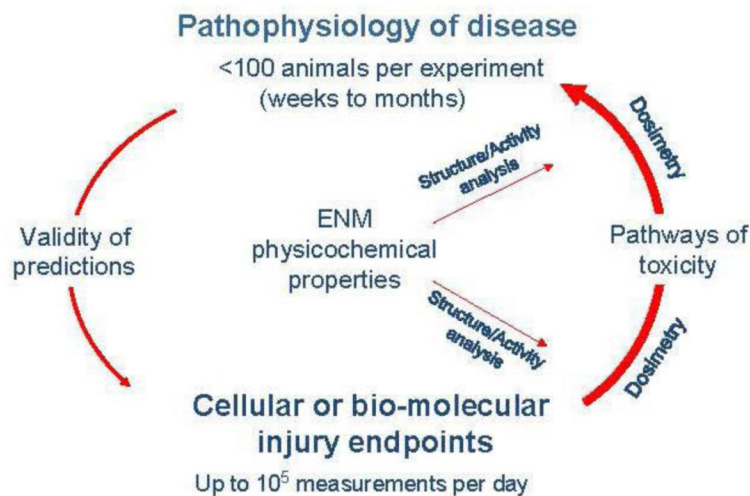 Pathophysiology of disease
<100 animals per experiment
(weeks to months)
Dosimetry
Structure/Activity
analysis
ENM
physicochemical
properties
Validity of
predictions
Pathways of
toxicity
Structure/Activity
analysis
Dosimetry
Cellular or bio-molecular
injury endpoints
Up to 10⁵ measurements per day